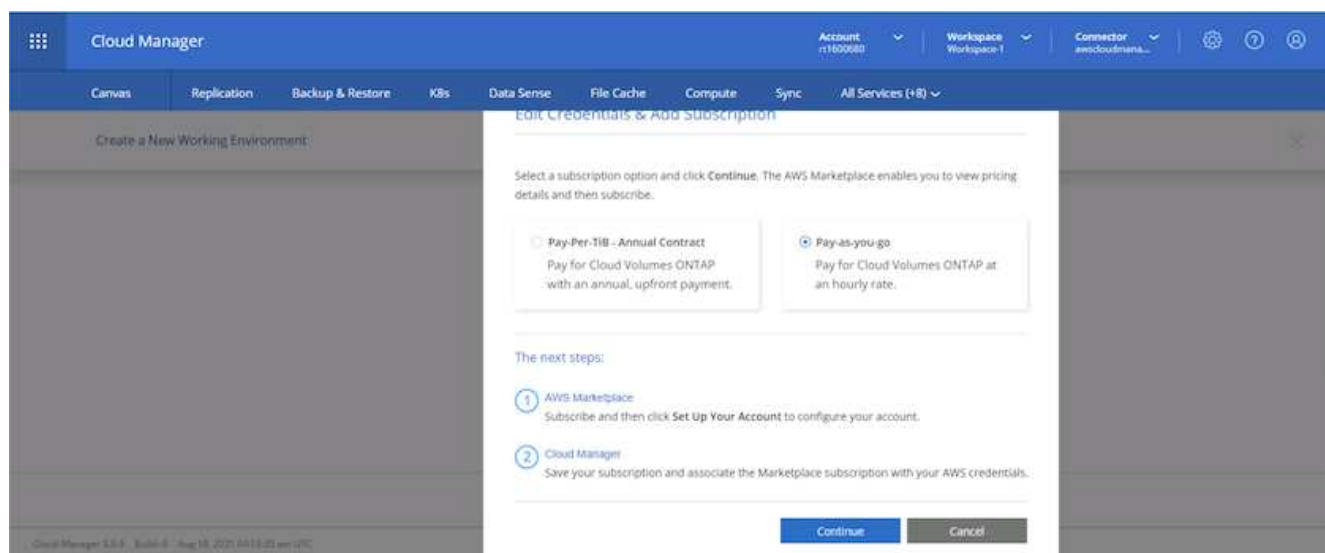 Cloud Manager
Account
rt1600680
Workspace
Workspace-1
Connector
awscloudmana...
Canvas
Replication
Backup & Restore
K8s
Data Sense
File Cache
Compute
Sync
All Services (+8)
Edit Credentials & Add Subscription
Create a New Working Environment
Select a subscription option and click Continue. The AWS Marketplace enables you to view pricing
details and then subscribe.
Pay-Per-TiB - Annual Contract
Pay for Cloud Volumes ONTAP
with an annual, upfront payment.
Pay-as-you-go
Pay for Cloud Volumes ONTAP at
an hourly rate.
The next steps:
1
AWS Marketplace
Subscribe and then click Set Up Your Account to configure your account.
2
Cloud Manager
Save your subscription and associate the Marketplace subscription with your AWS credentials.
Continue
Cancel
Cloud Manager